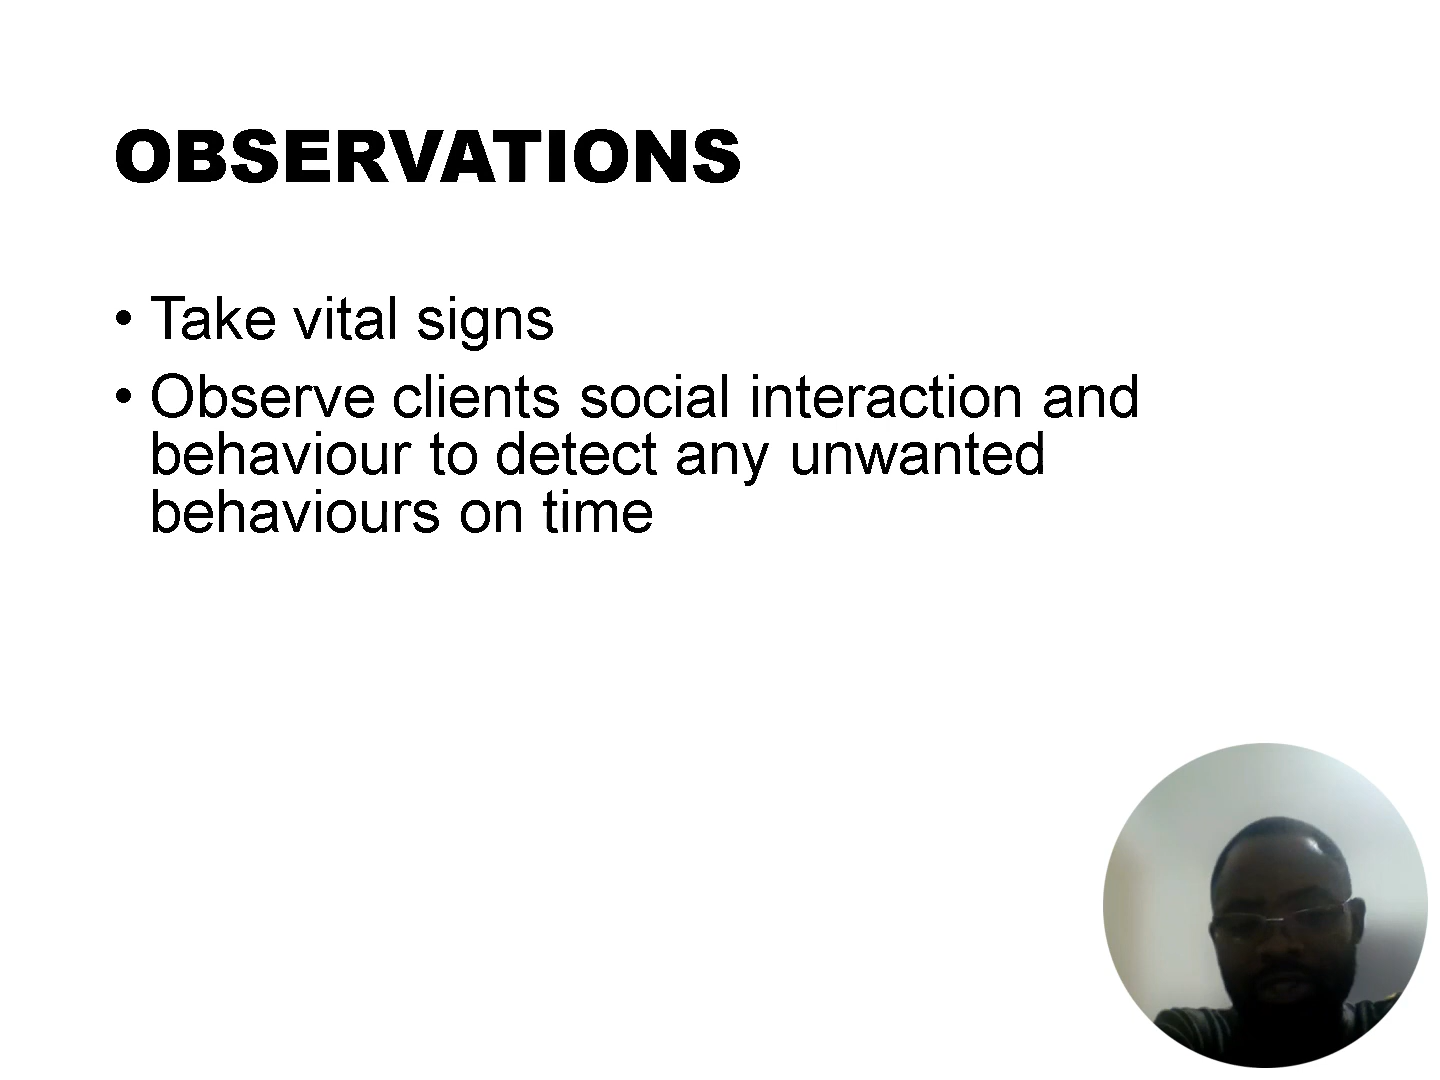 OBSERVATIONS
• Take vital signs
• Observe clients social interaction and
behaviour to detect any unwanted
behaviours on time